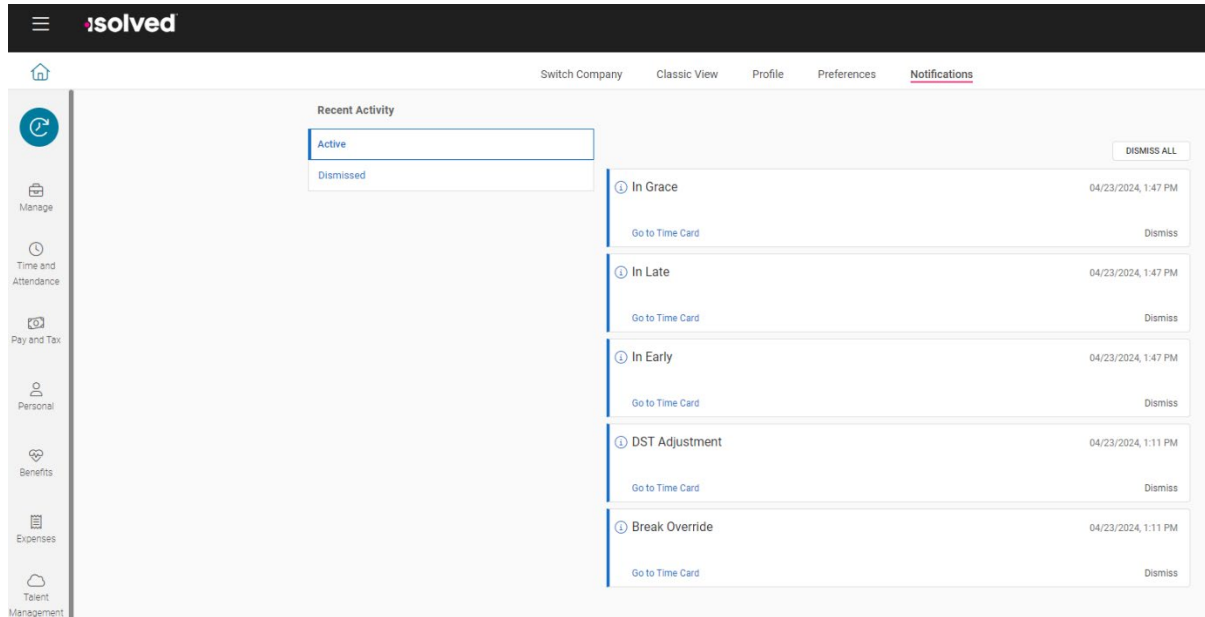 isolved
Switch Company Classic View Profile Preferences Notifications
Recent Activity
Active
Dismissed
DISMISS ALL
In Grace 04/23/2024, 1:47 PM
Go to Time Card Dismiss
In Late 04/23/2024, 1:47 PM
Go to Time Card Dismiss
In Early 04/23/2024, 1:47 PM
Go to Time Card Dismiss
DST Adjustment 04/23/2024, 1:11 PM
Go to Time Card Dismiss
Break Override 04/23/2024, 1:11 PM
Go to Time Card Dismiss
Manage
Time and
Attendance
Pay and Tax
Personal
Benefits
Expenses
Talent
Management